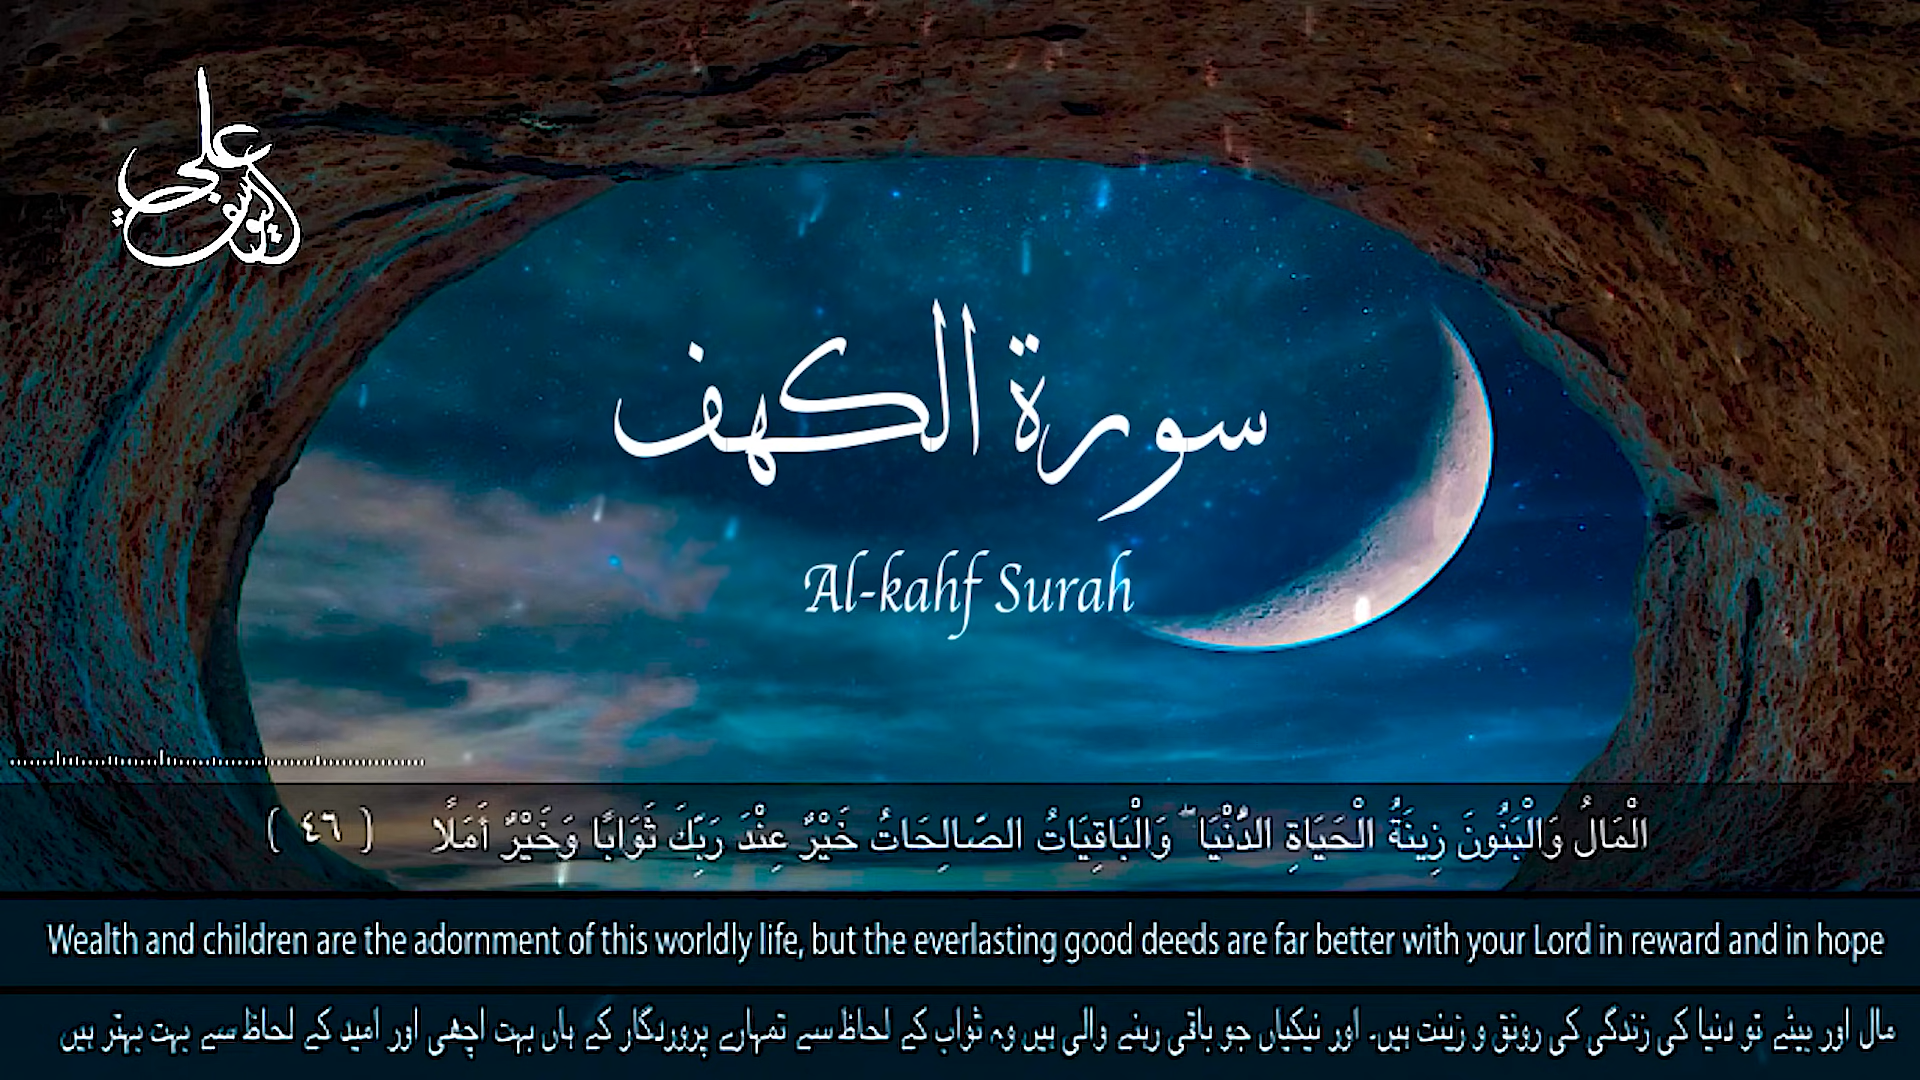 علي اليوسفي
سورة الكهف
Al-kahf Surah
الْمَالُ وَالْبَنُونَ زِينَةُ الْحَيَاةِ الدُّنْيَا ۖ وَالْبَاقِيَاتُ الصَّالِحَاتُ خَيْرٌ عِنْدَ رَبِّكَ ثَوَابًا وَخَيْرٌ أَمَلًا ( ٤٦ )
Wealth and children are the adornment of this worldly life, but the everlasting good deeds are far better with your Lord in reward and in hope
مال اور بیٹے تو دنیا کی زندگی کی رونق و زینت ہیں۔ اور نیکیاں جو باقی رہنے والی ہیں وہ ثواب کے لحاظ سے تمہارے پروردگار کے ہاں بہت اچھی اور امید کے لحاظ سے بہت بہتر ہیں